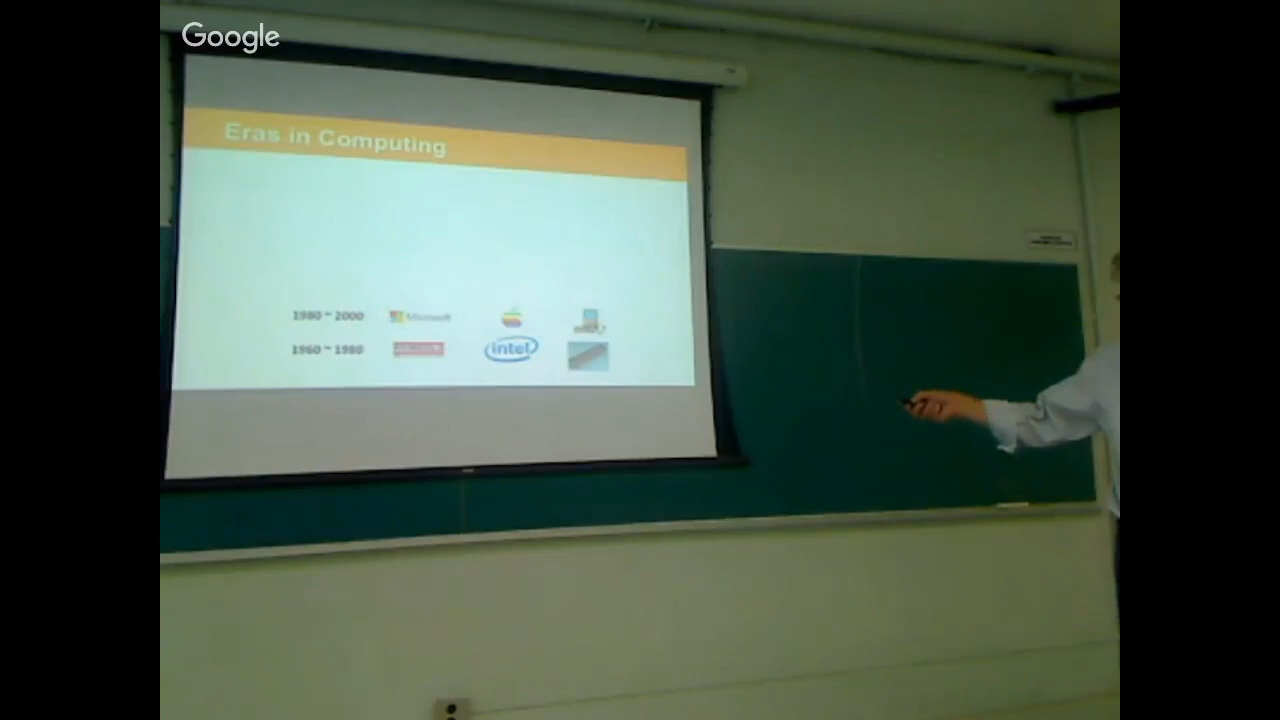 Google
Eras in Computing
1980 ~ 2000 Microsoft
1960 ~ 1980 intel